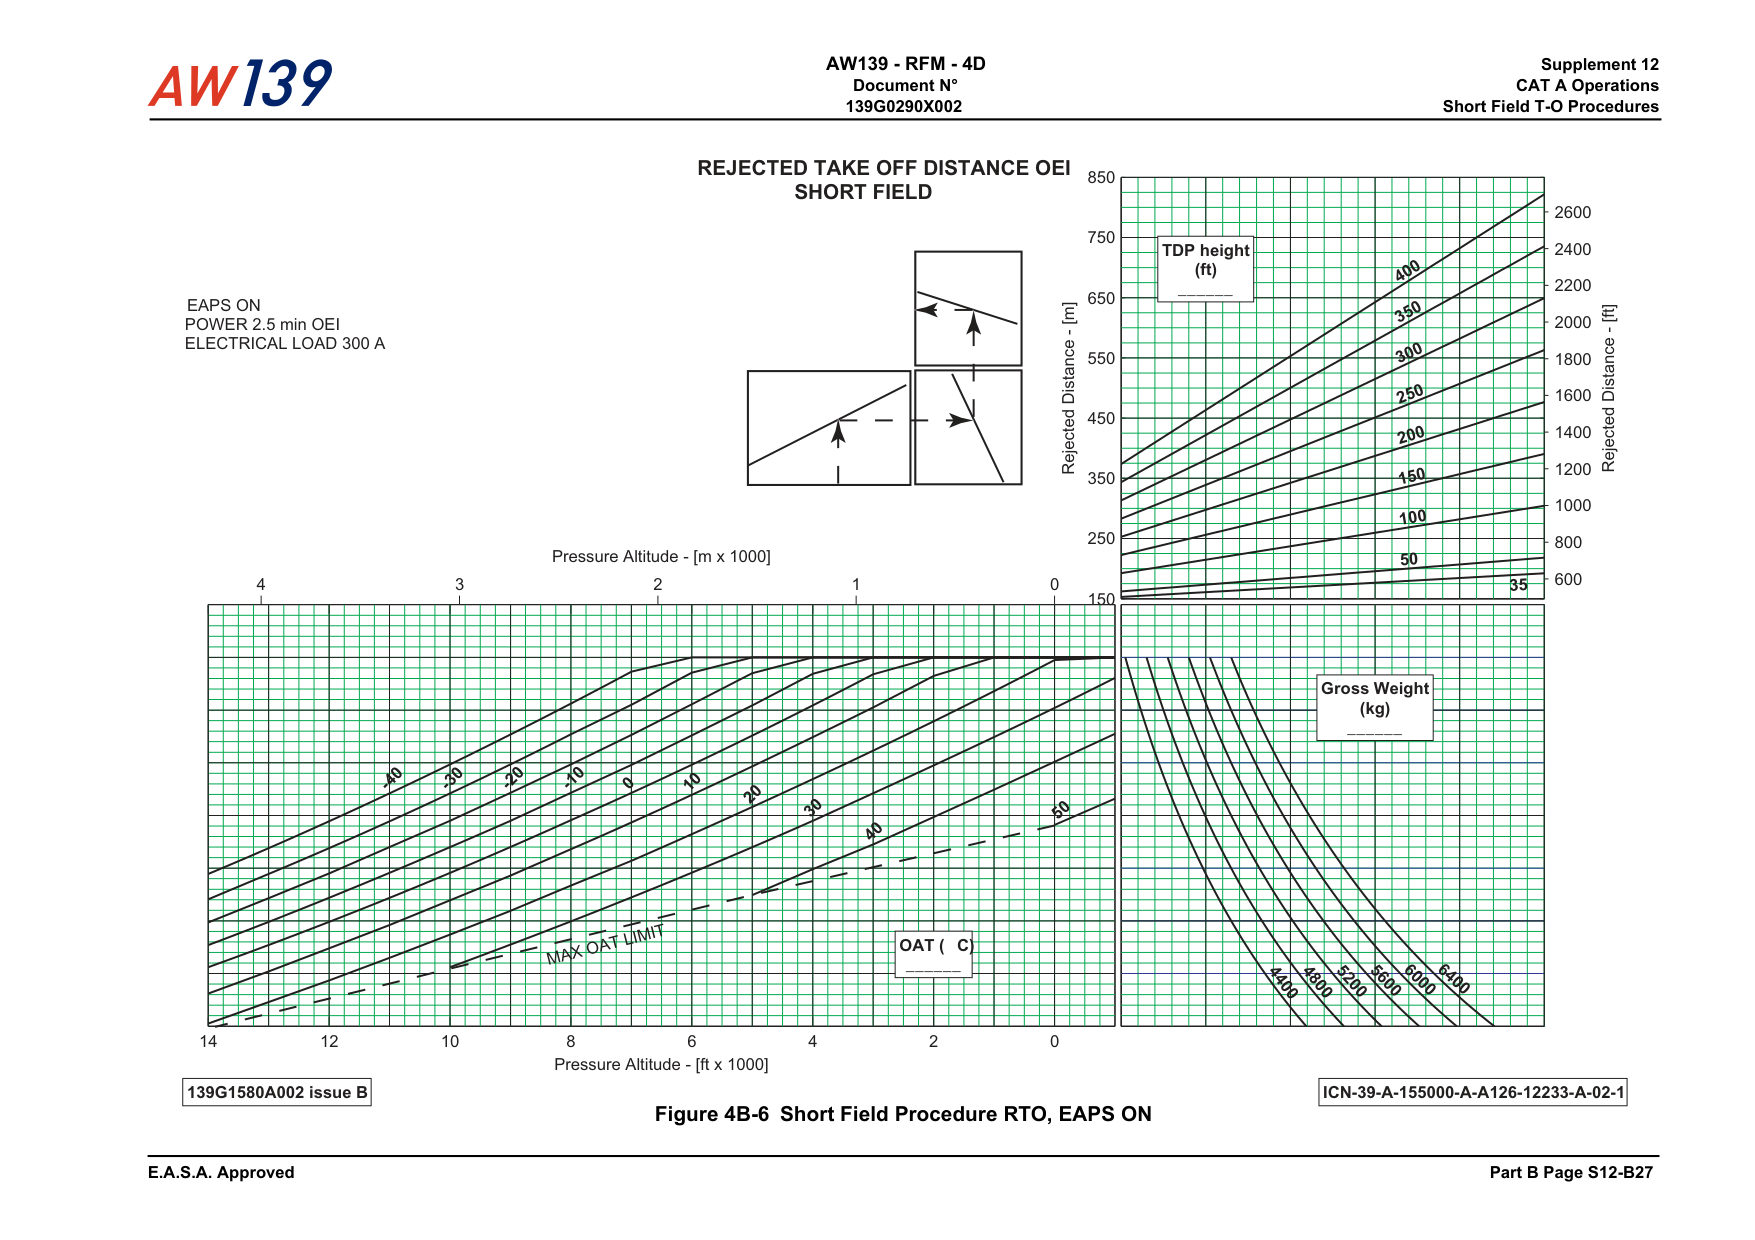 AW139
AW139 - RFM - 4D
Document N°
139G0290X002
Supplement 12
CAT A Operations
Short Field T-O Procedures
REJECTED TAKE OFF DISTANCE OEI
SHORT FIELD
EAPS ON
POWER 2.5 min OEI
ELECTRICAL LOAD 300 A
Rejected Distance - [m]
850
750
650
550
450
350
250
150
TDP height
(ft)
______
400
350
300
250
200
150
100
50
35
2600
2400
2200
2000
1800
1600
1400
1200
1000
800
600
Rejected Distance - [ft]
Pressure Altitude - [m x 1000]
4 3 2 1 0
-40 -30 -20 -10 0 10 20 30 40 50
MAX OAT LIMIT
OAT ( C)
______
Gross Weight
(kg)
______
4400 4800 5200 5600 6000 6400
14 12 10 8 6 4 2 0
Pressure Altitude - [ft x 1000]
139G1580A002 issue B
ICN-39-A-155000-A-A126-12233-A-02-1
Figure 4B-6 Short Field Procedure RTO, EAPS ON
E.A.S.A. Approved
Part B Page S12-B27